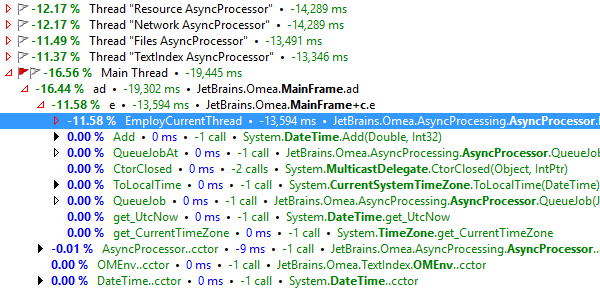 -12.17 % Thread "Resource AsyncProcessor" • -14,289 ms
-12.17 % Thread "Network AsyncProcessor" • -14,289 ms
-11.49 % Thread "Files AsyncProcessor" • -13,491 ms
-11.37 % Thread "TextIndex AsyncProcessor" • -13,346 ms
-16.56 % Main Thread • -19,445 ms
-16.44 % ad • -19,302 ms • JetBrains.Omea.MainFrame.ad
-11.58 % e • -13,594 ms • JetBrains.Omea.MainFrame+c.e
-11.58 % EmployCurrentThread • -13,594 ms • JetBrains.Omea.AsyncProcessing.AsyncProcessor.
0.00 % Add • 0 ms • -1 call • System.DateTime.Add(Double, Int32)
0.00 % QueueJobAt • 0 ms • -1 call • JetBrains.Omea.AsyncProcessing.AsyncProcessor.QueueJob
0.00 % CtorClosed • 0 ms • -2 calls • System.MulticastDelegate.CtorClosed(Object, IntPtr)
0.00 % ToLocalTime • 0 ms • -1 call • System.CurrentSystemTimeZone.ToLocalTime(DateTime)
0.00 % QueueJob • 0 ms • -1 call • JetBrains.Omea.AsyncProcessing.AsyncProcessor.QueueJob(J
0.00 % get_UtcNow • 0 ms • -1 call • System.DateTime.get_UtcNow
0.00 % get_CurrentTimeZone • 0 ms • -1 call • System.TimeZone.get_CurrentTimeZone
-0.01 % AsyncProcessor..cctor • -9 ms • -1 call • JetBrains.Omea.AsyncProcessing.AsyncProcessor..
0.00 % OMEnv..cctor • 0 ms • -1 call • JetBrains.Omea.TextIndex.OMEnv..cctor
0.00 % DateTime..cctor • 0 ms • -1 call • System.DateTime..cctor